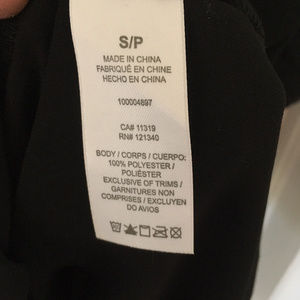 S/P
MADE IN CHINA
FABRIQUÉ EN CHINE
HECHO EN CHINA
100004897
CA# 11319
RN# 121340
BODY / CORPS / CUERPO:
100% POLYESTER /
POLIÉSTER
EXCLUSIVE OF TRIMS /
GARNITURES NON
COMPRISES / EXCLUYEN
DO AVIOS